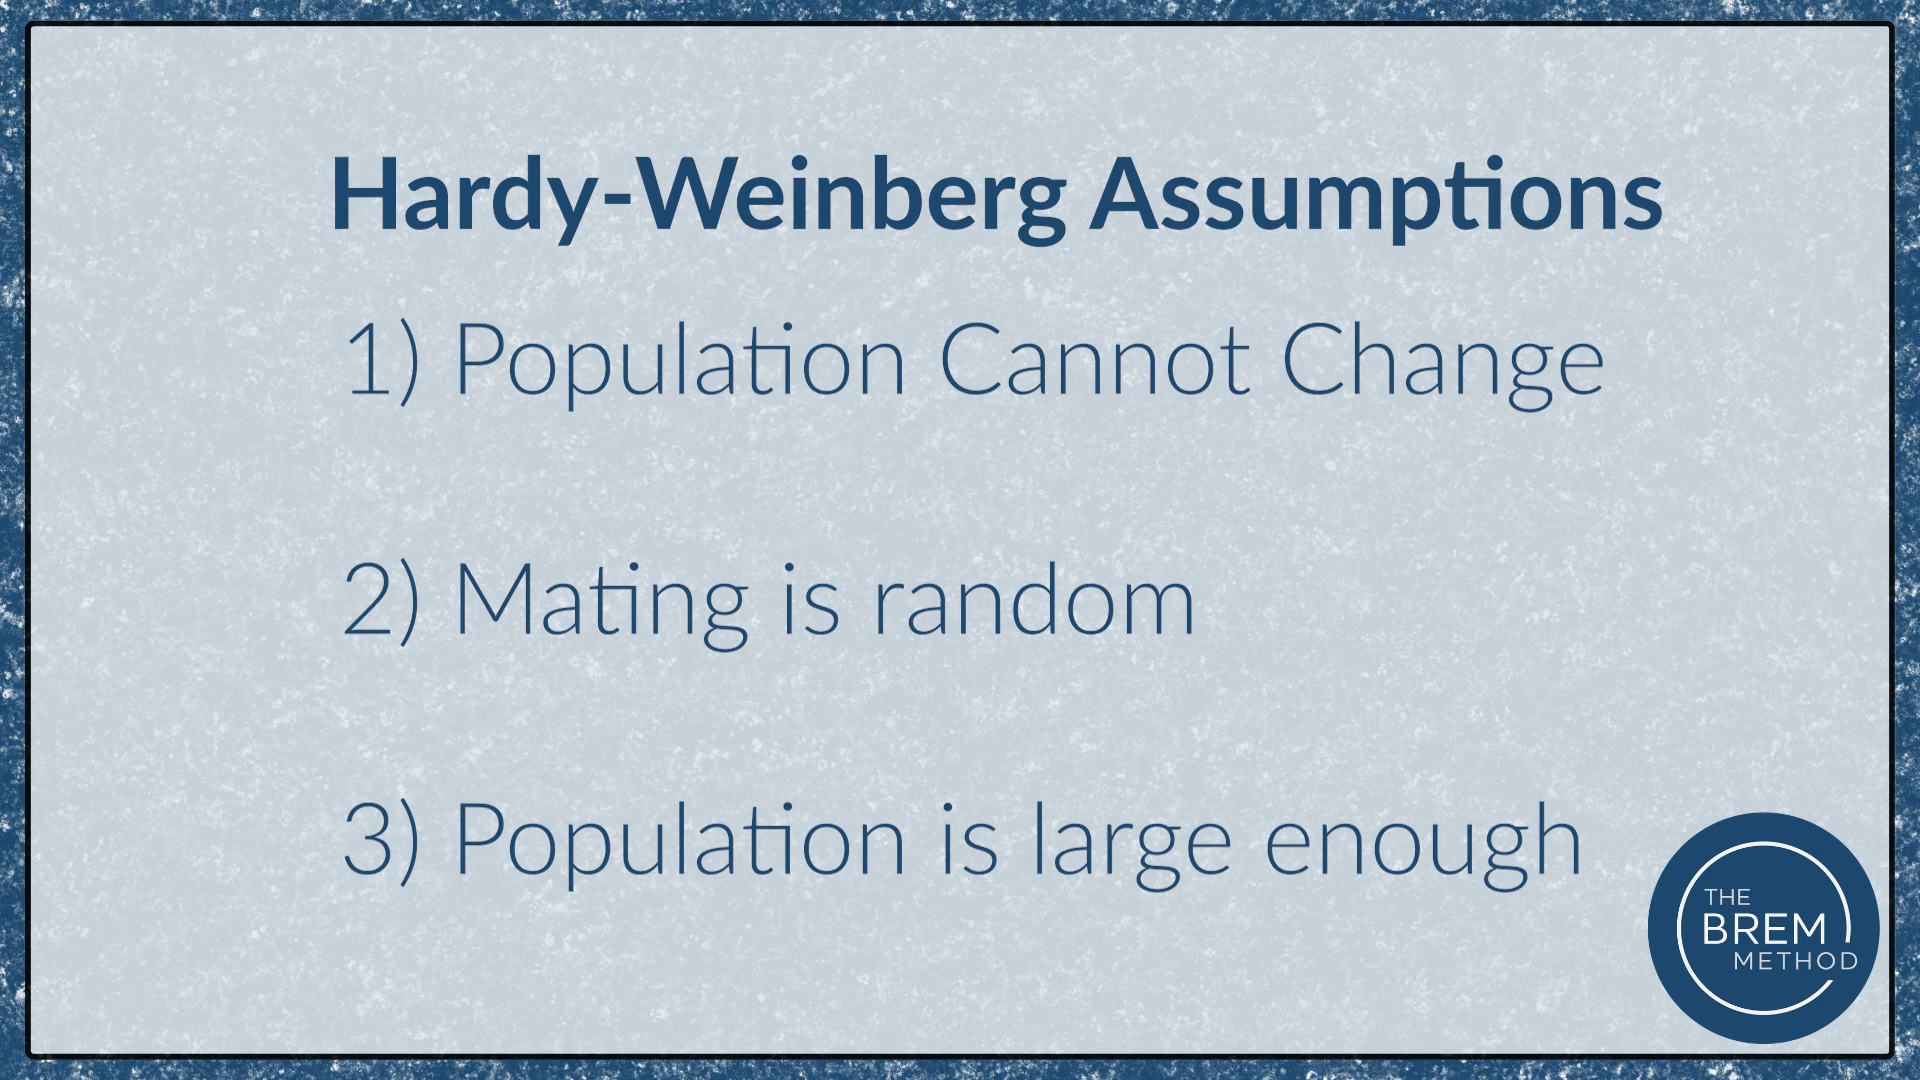 Hardy-Weinberg Assumptions
1) Population Cannot Change
2) Mating is random
3) Population is large enough
THE
BREM
METHOD